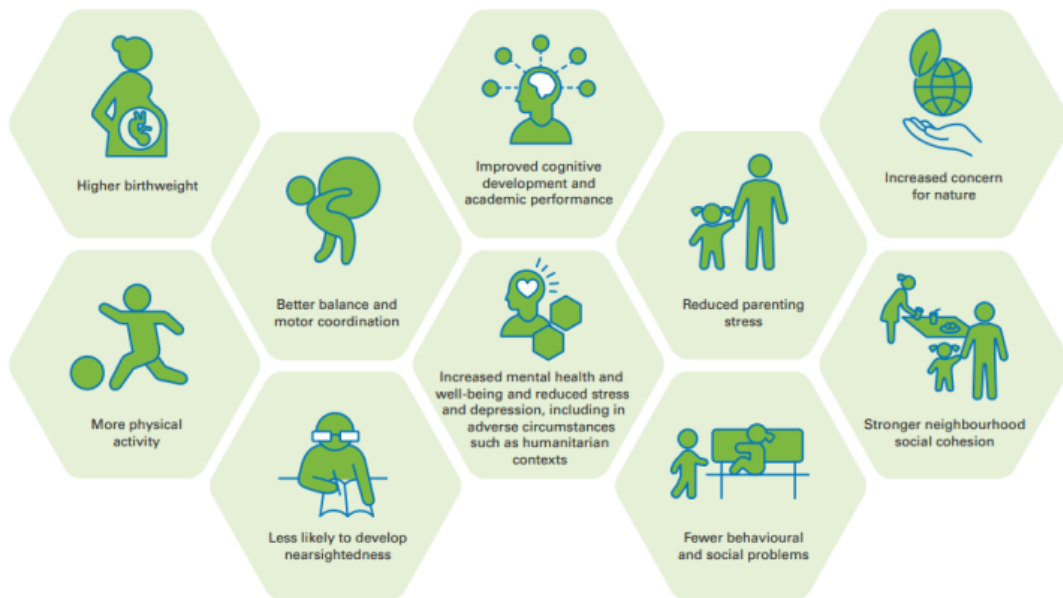 Higher birthweight
Improved cognitive
development and
academic performance
Increased concern
for nature
Better balance and
motor coordination
Reduced parenting
stress
More physical
activity
Increased mental health and
well-being and reduced stress
and depression, including in
adverse circumstances
such as humanitarian
contexts
Stronger neighbourhood
social cohesion
Less likely to develop
nearsightedness
Fewer behavioural
and social problems